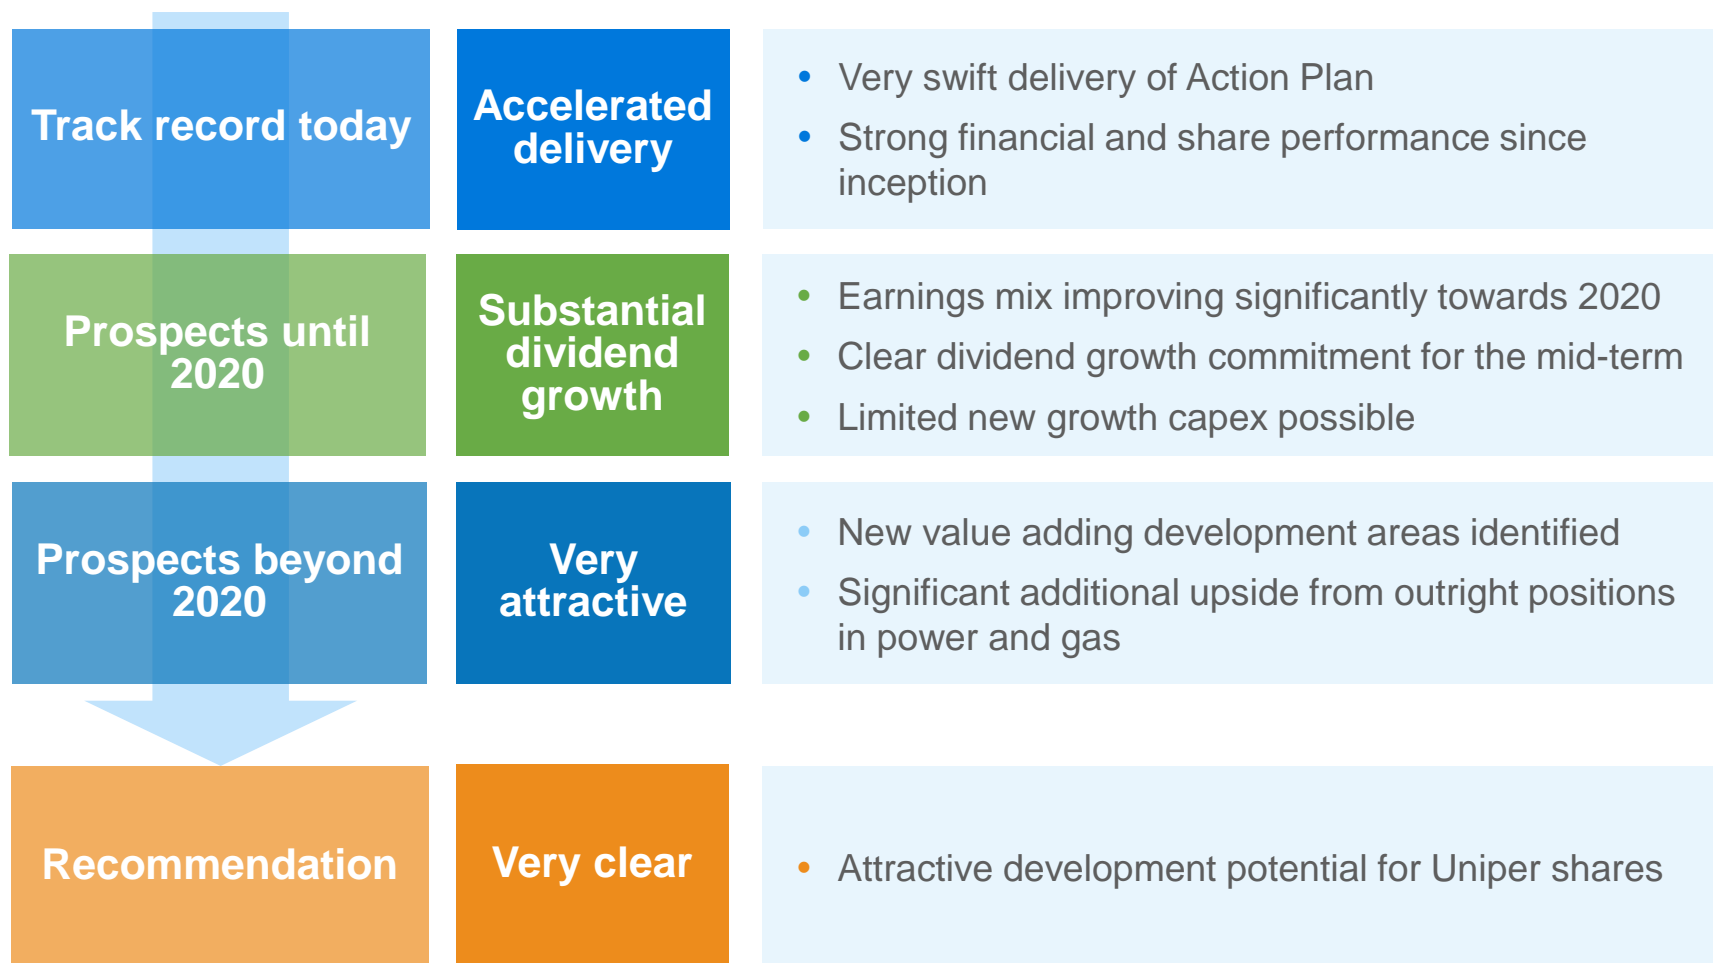 Track record today
Accelerated
delivery
• Very swift delivery of Action Plan
• Strong financial and share performance since
inception
Prospects until
2020
Substantial
dividend
growth
• Earnings mix improving significantly towards 2020
• Clear dividend growth commitment for the mid-term
• Limited new growth capex possible
Prospects beyond
2020
Very
attractive
• New value adding development areas identified
• Significant additional upside from outright positions
in power and gas
Recommendation
Very clear
• Attractive development potential for Uniper shares